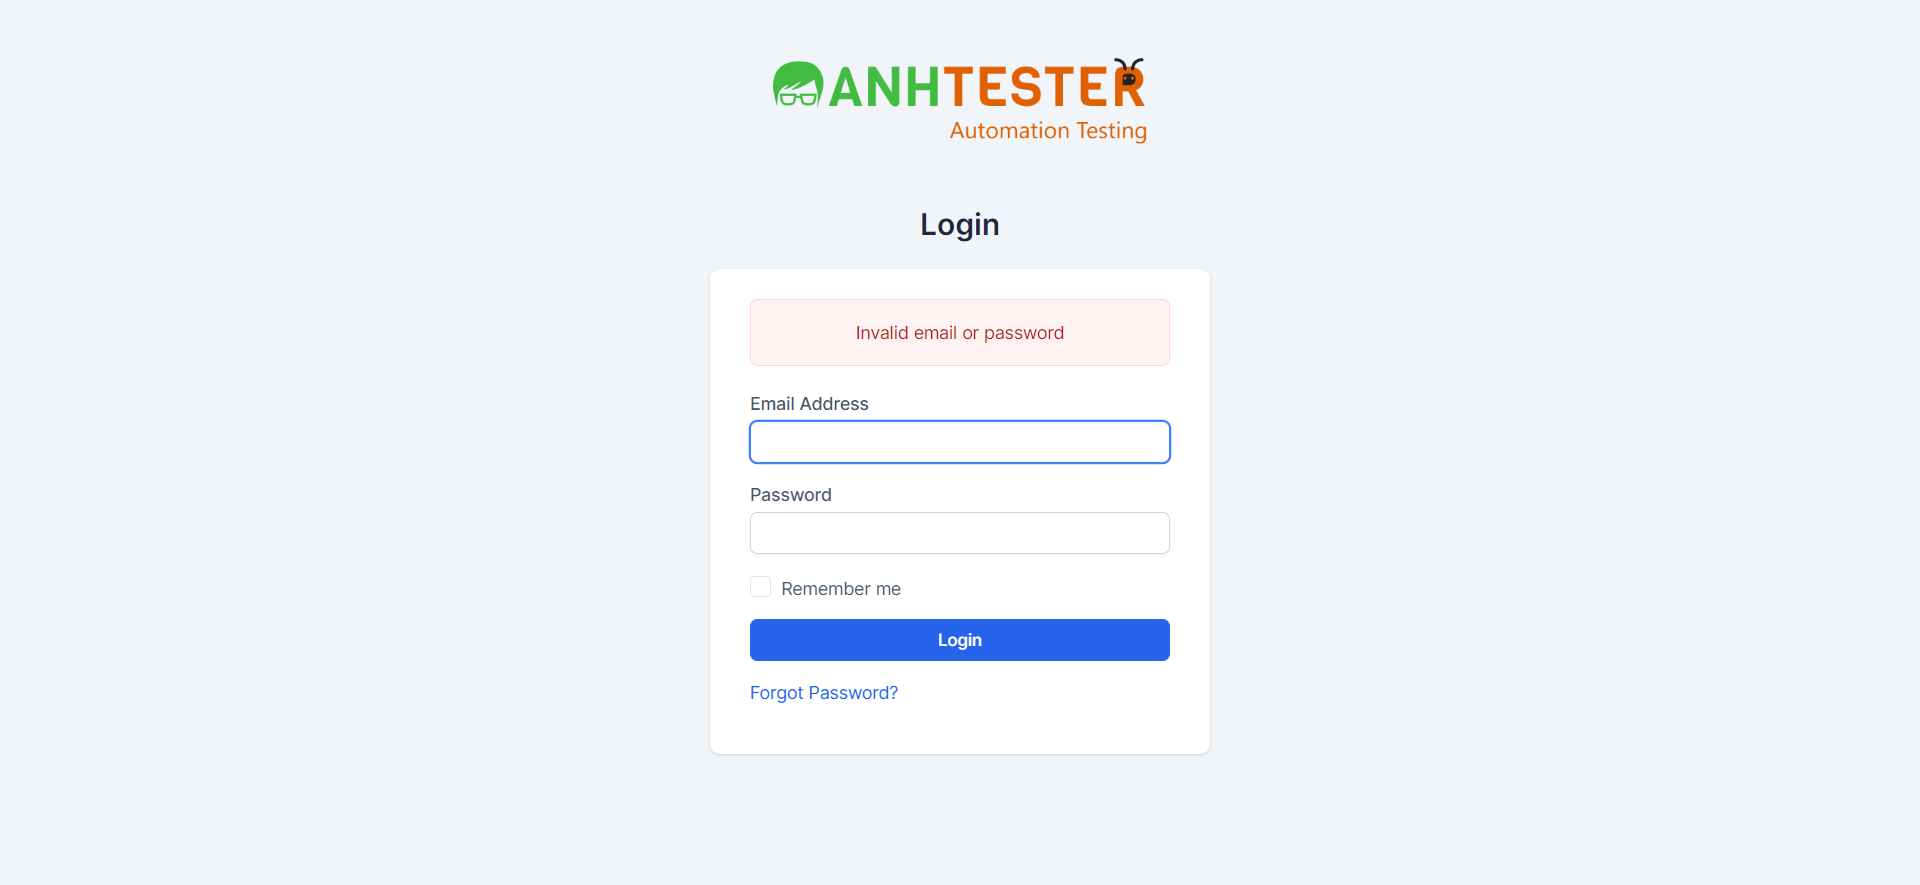 ANHTESTER
Automation Testing
Login
Invalid email or password
Email Address
Password
Remember me
Login
Forgot Password?